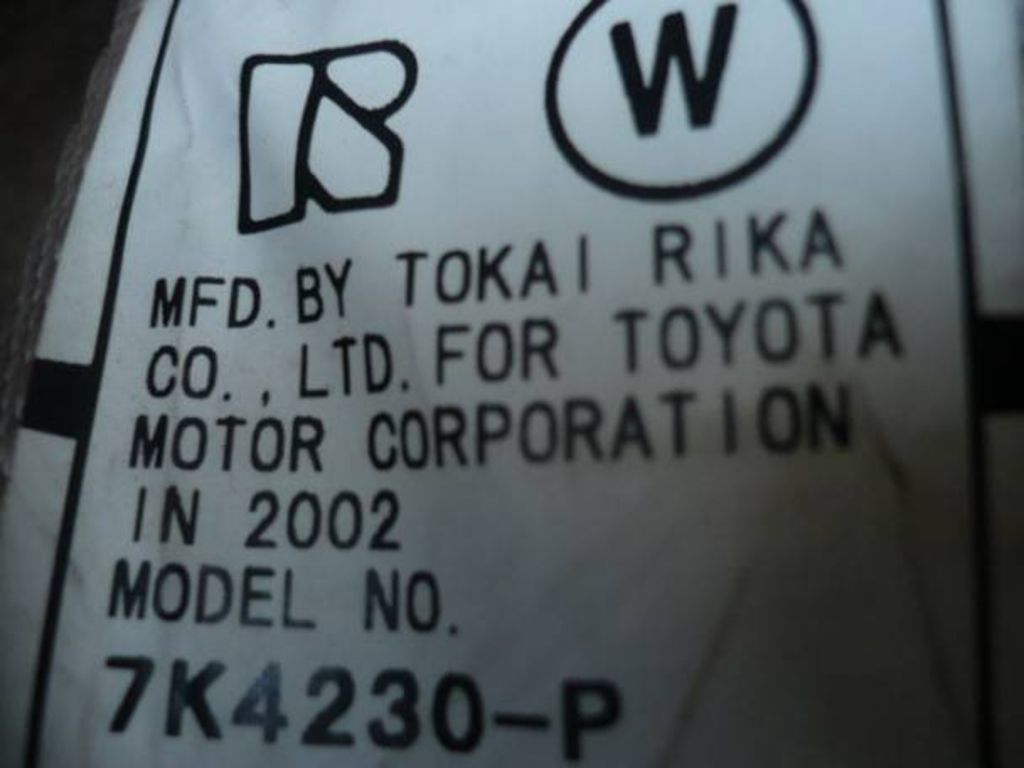 W
MFD. BY TOKAI RIKA
CO., LTD. FOR TOYOTA
MOTOR CORPORATION
IN 2002
MODEL NO.
7K4230-P